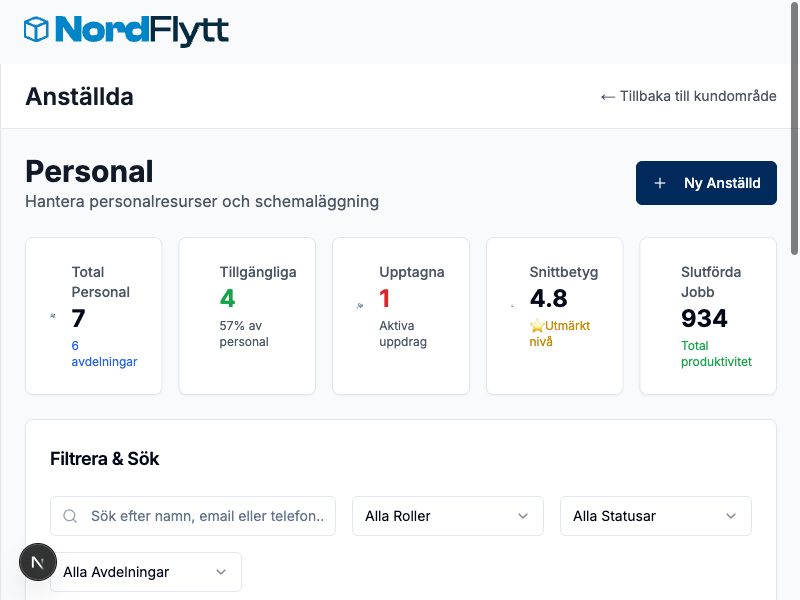 NordFlytt
Anställda
← Tillbaka till kundområde
Personal
Hantera personalresurser och schemaläggning
+ Ny Anställd
Total
Personal
7
6
avdelningar
Tillgängliga
4
57% av
personal
Upptagna
1
Aktiva
uppdrag
Snittbetyg
4.8
⭐Utmärkt
nivå
Slutförda
Jobb
934
Total
produktivitet
Filtrera & Sök
Sök efter namn, email eller telefon..
Alla Roller
Alla Statusar
N
Alla Avdelningar